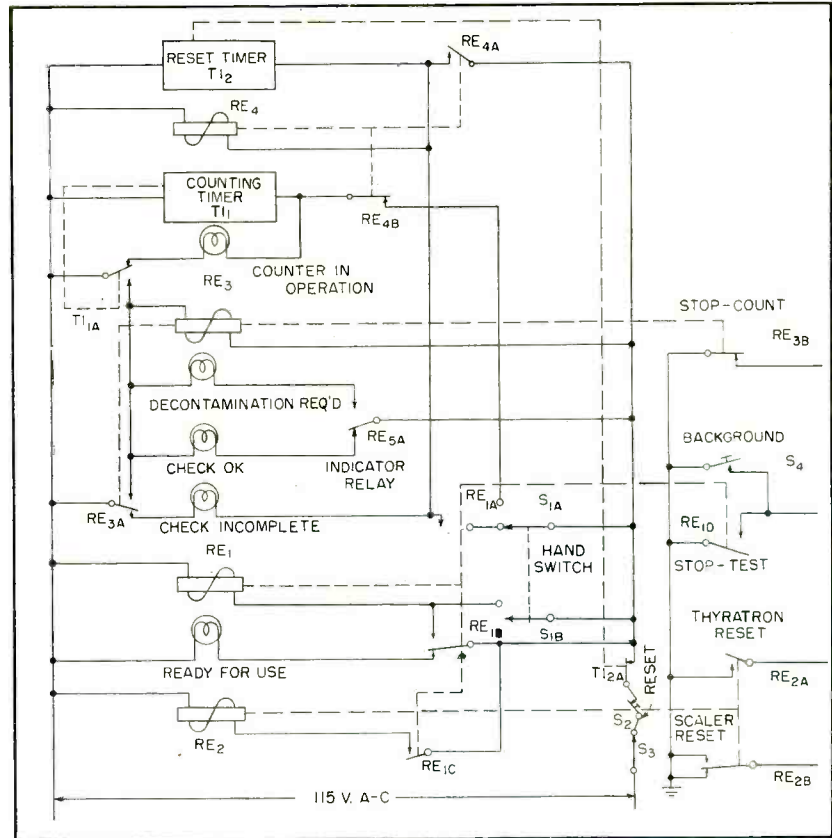 RESET TIMER
TI2
RE4A
RE4
COUNTING
TIMER
TI1
RE4B
RE3
COUNTER IN
OPERATION
TI1A
STOP-COUNT
RE3B
DECONTAMINATION REQ'D
RE5A
BACKGROUND
S4
CHECK OK
INDICATOR
RELAY
RE1A
S1A
RE1D
RE3A
CHECK INCOMPLETE
HAND
SWITCH
STOP-TEST
RE1
RE1B
S1B
THYRATRON
RESET
READY FOR USE
TI2A
RESET
RE2A
S2
SCALER
RESET
RE2
S3
RE1C
RE2B
115 V. A-C